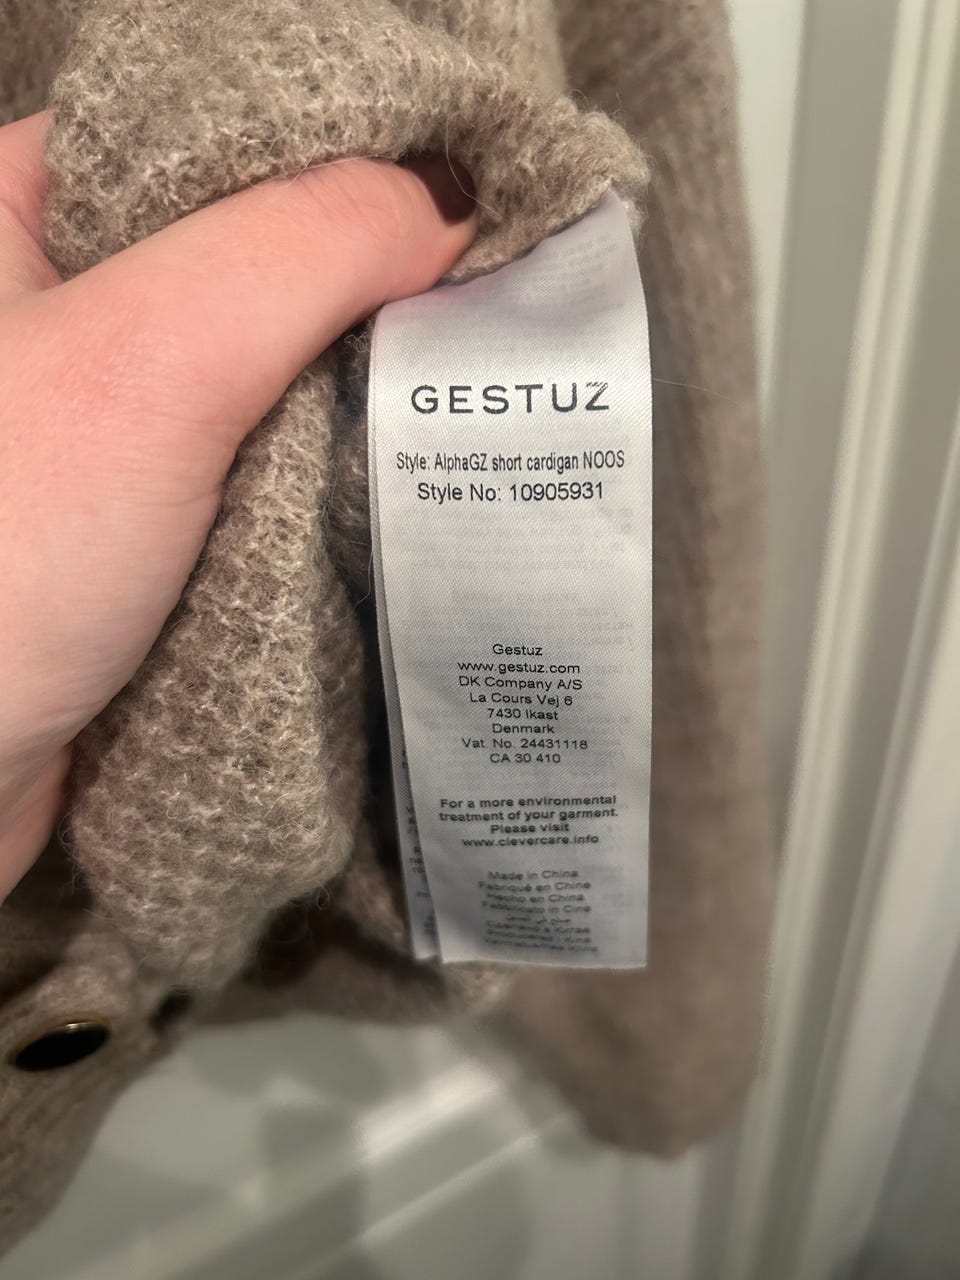 GESTUZ
Style: AlphaGZ short cardigan NOOS
Style No: 10905931
Gestuz
www.gestuz.com
DK Company A/S
La Cours Vej 6
7430 Ikast
Denmark
Vat. No. 24431118
CA 30 410
For a more environmental
treatment of your garment.
Please visit
www.clevercare.info
Made in China
Fabriqué en Chine
Hecho en China
Fabbricato in Cina